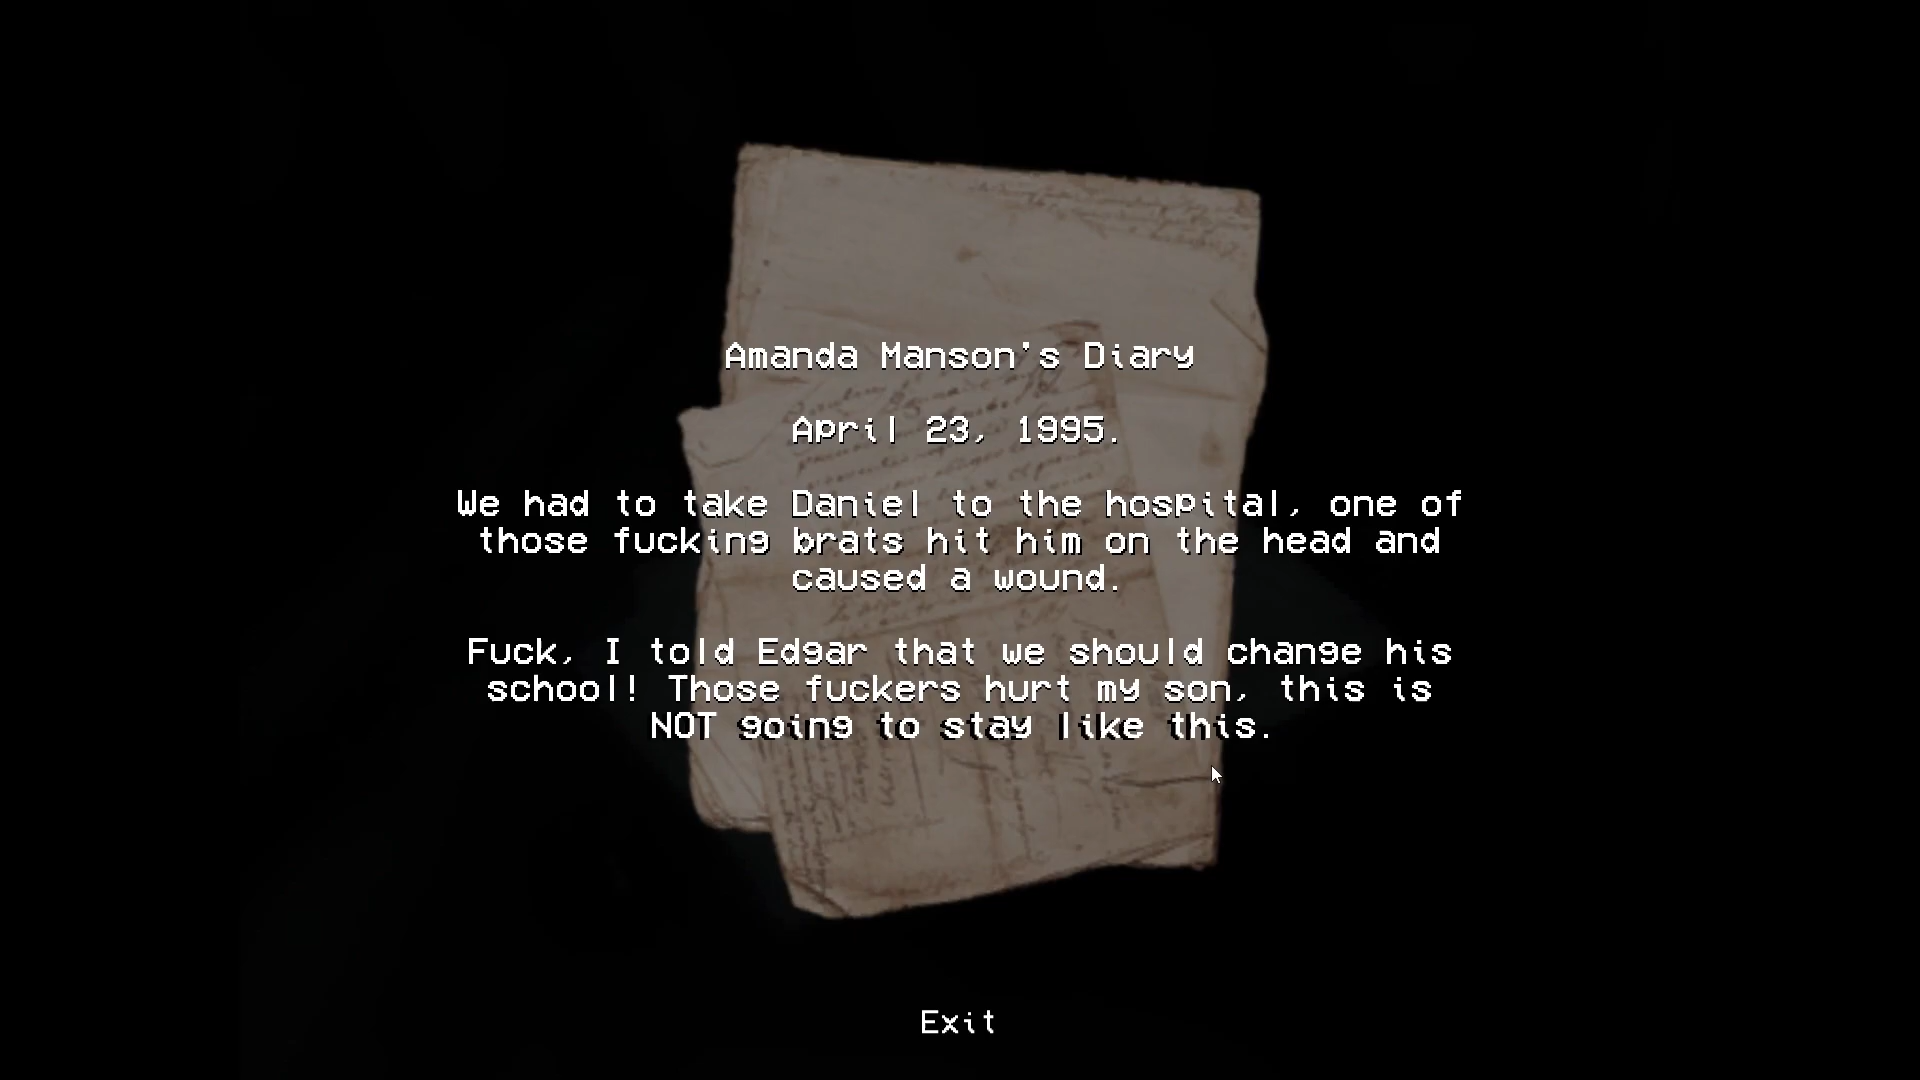 Amanda Manson's Diary
April 23, 1995.
We had to take Daniel to the hospital, one of
those fucking brats hit him on the head and
caused a wound.
Fuck, I told Edgar that we should change his
school! Those fuckers hurt my son, this is
NOT going to stay like this.
Exit